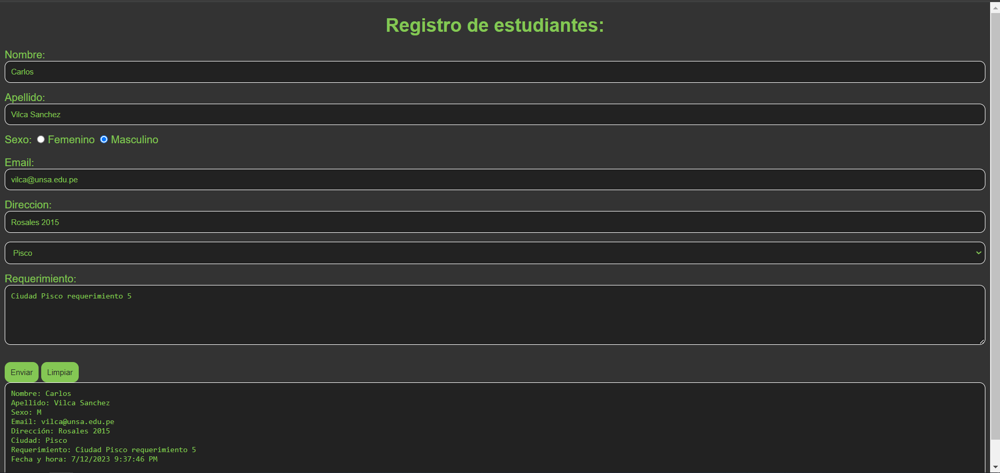 Registro de estudiantes:
Nombre:
Carlos
Apellido:
Vilca Sanchez
Sexo: Femenino Masculino
Email:
vilca@unsa.edu.pe
Direccion:
Rosales 2015
Pisco
Requerimiento:
Ciudad Pisco requerimiento 5
Enviar Limpiar
Nombre: Carlos
Apellido: Vilca Sanchez
Sexo: M
Email: vilca@unsa.edu.pe
Dirección: Rosales 2015
Ciudad: Pisco
Requerimiento: Ciudad Pisco requerimiento 5
Fecha y hora: 7/12/2023 9:37:46 PM